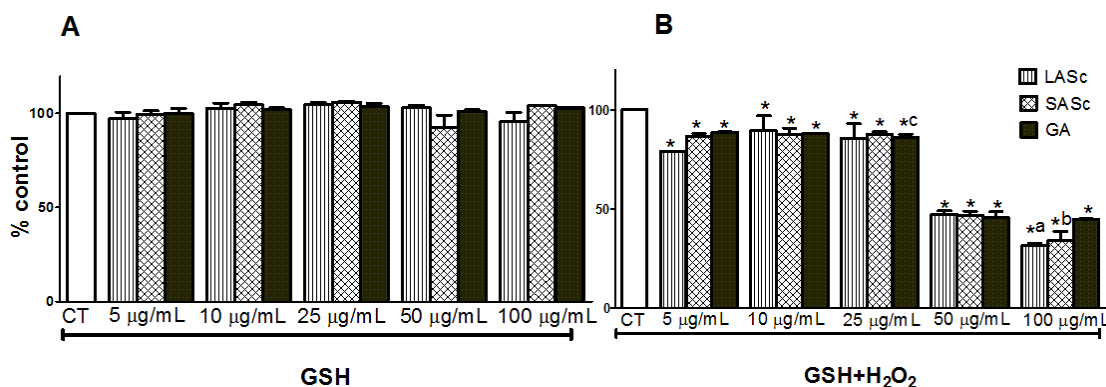 A
% control
100
50
0
CT 5 μg/mL 10 μg/mL 25 μg/mL 50 μg/mL 100 μg/mL
GSH
B
LASc
SASc
GA
100
50
0
* * * * * * * * *c * * * *a *b *
CT 5 μg/mL 10 μg/mL 25 μg/mL 50 μg/mL 100 μg/mL
GSH+H₂O₂